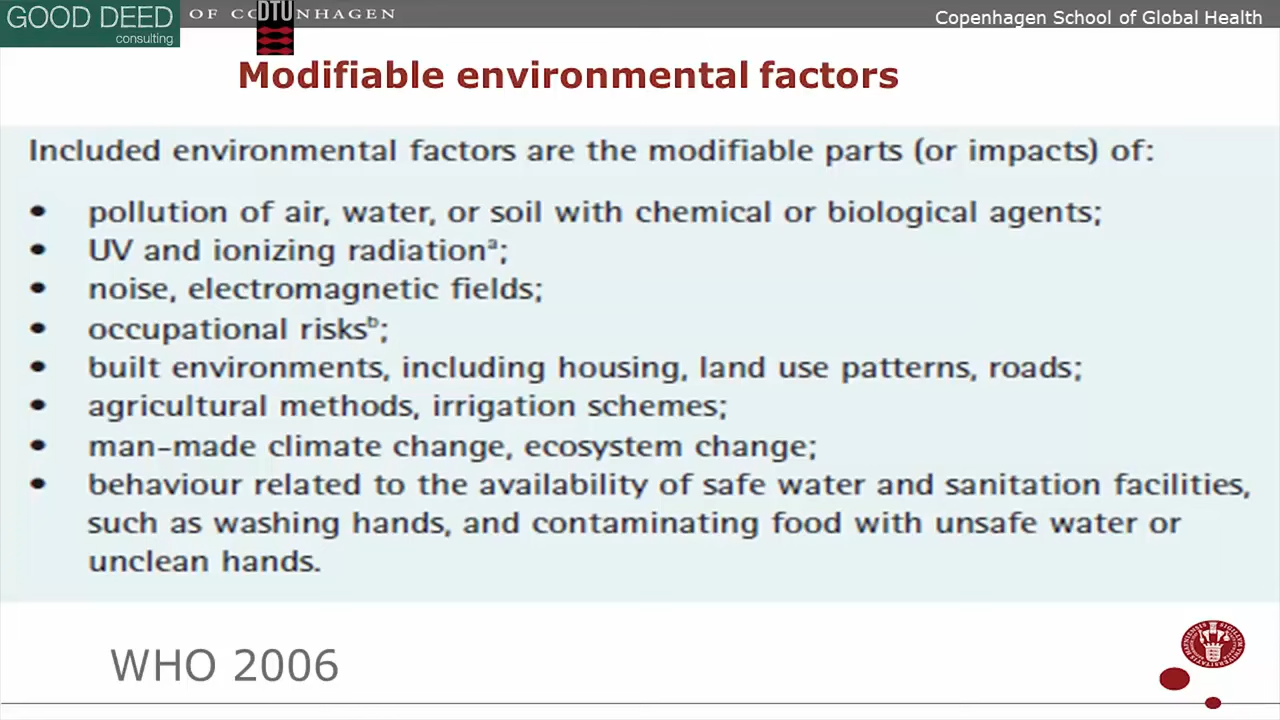 GOOD DEED
consulting
OF CO
DTU
NHAGEN
Copenhagen School of Global Health
Modifiable environmental factors
Included environmental factors are the modifiable parts (or impacts) of:
• pollution of air, water, or soil with chemical or biological agents;
• UV and ionizing radiationᵃ;
• noise, electromagnetic fields;
• occupational risksᵇ;
• built environments, including housing, land use patterns, roads;
• agricultural methods, irrigation schemes;
• man-made climate change, ecosystem change;
• behaviour related to the availability of safe water and sanitation facilities,
such as washing hands, and contaminating food with unsafe water or
unclean hands.
WHO 2006